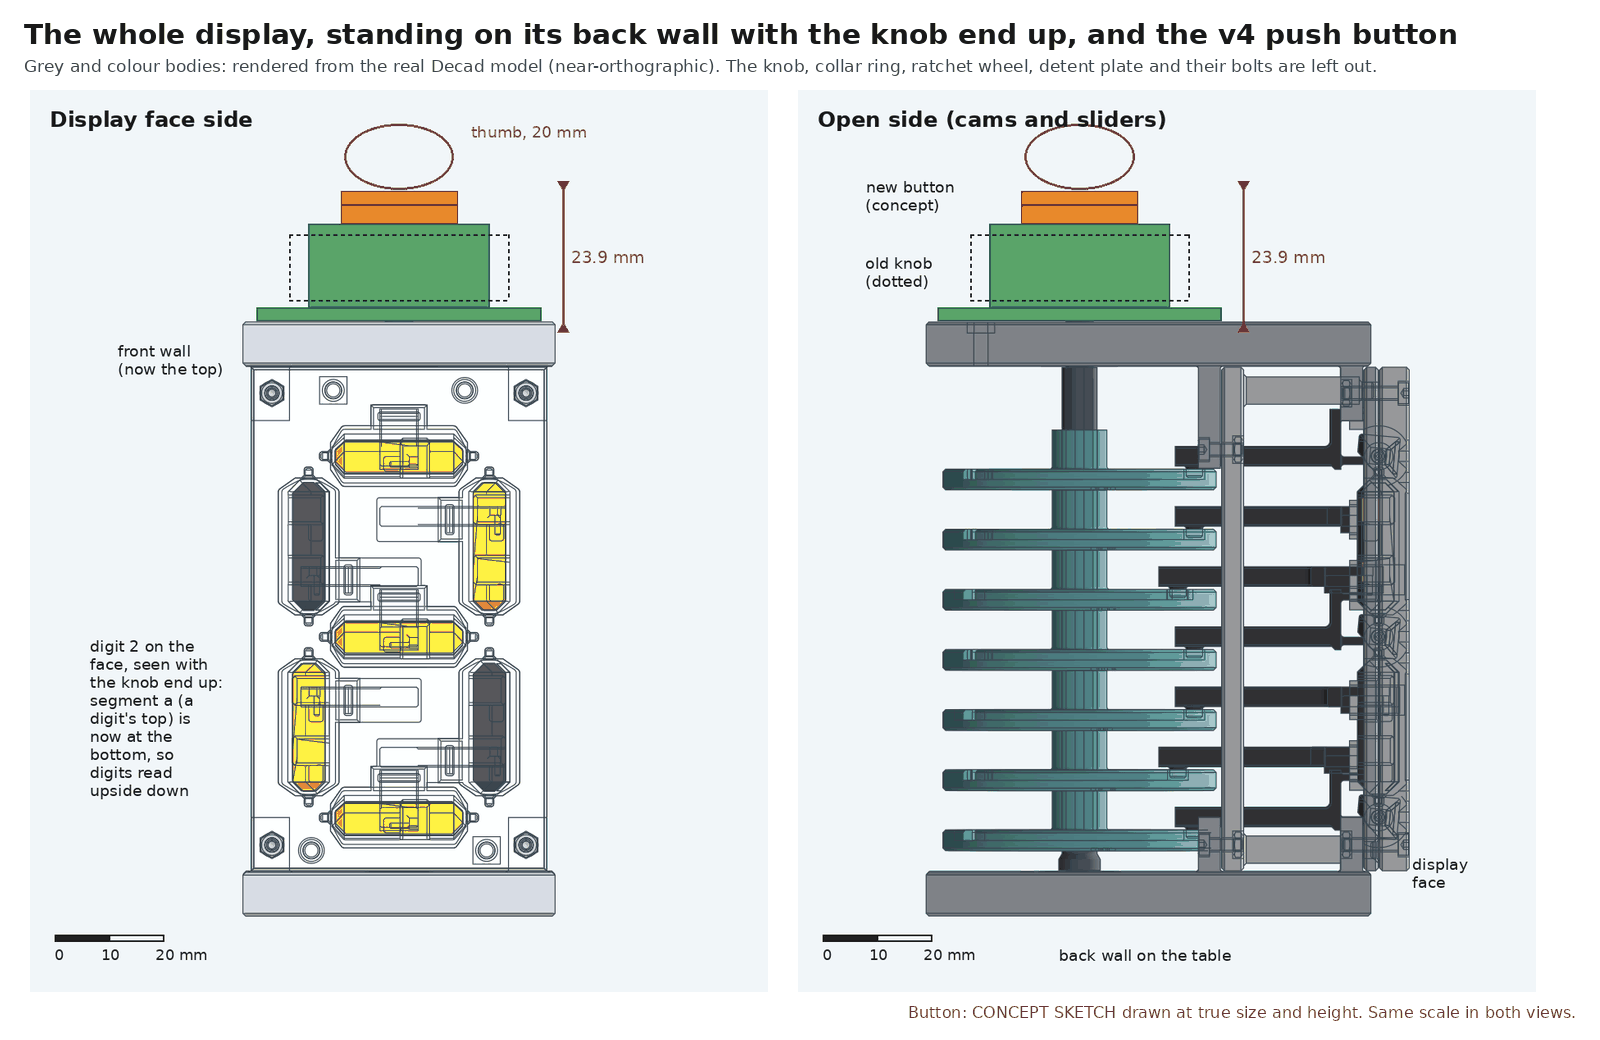 The whole display, standing on its back wall with the knob end up, and the v4 push button
Grey and colour bodies: rendered from the real Decad model (near-orthographic). The knob, collar ring, ratchet wheel, detent plate and their bolts are left out.
Display face side
thumb, 20 mm
23.9 mm
front wall
(now the top)
digit 2 on the
face, seen with
the knob end up:
segment a (a
digit's top) is
now at the
bottom, so
digits read
upside down
0 10 20 mm
Open side (cams and sliders)
new button
(concept)
old knob
(dotted)
23.9 mm
display
face
0 10 20 mm
back wall on the table
Button: CONCEPT SKETCH drawn at true size and height. Same scale in both views.